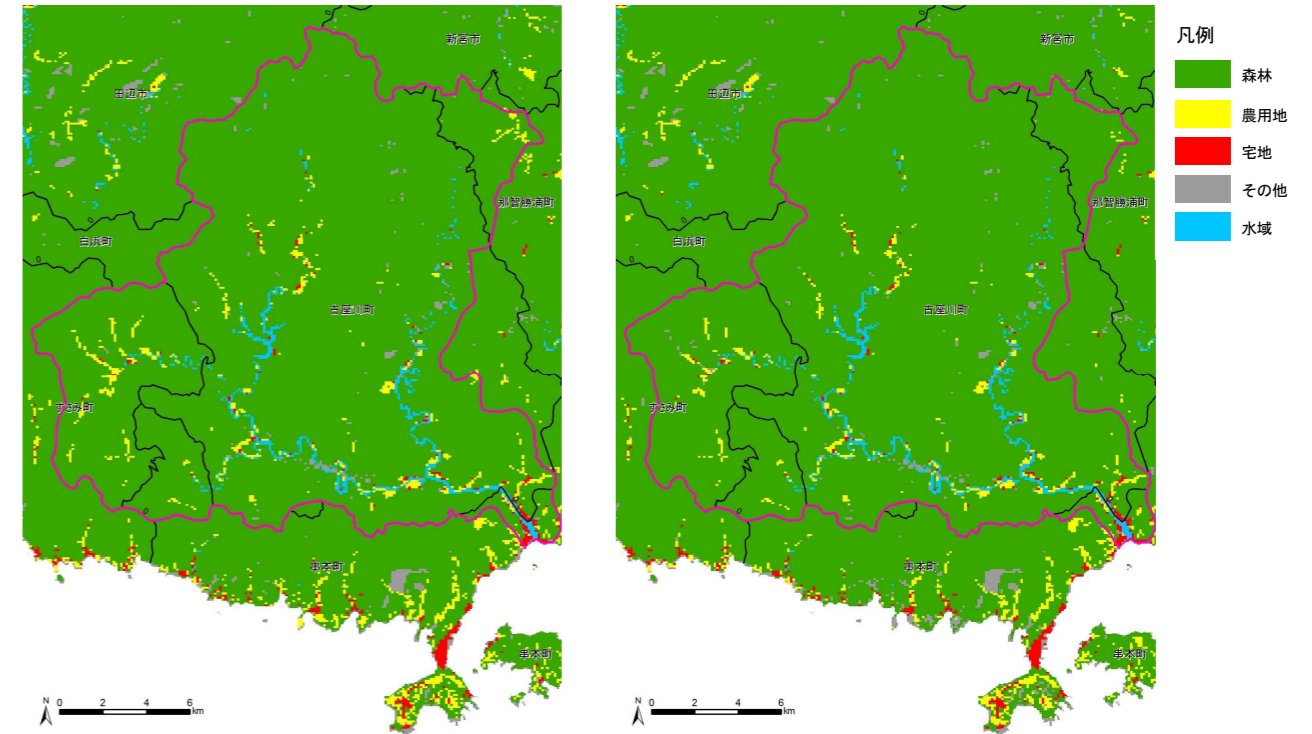 新宮市
田辺市
那智勝浦町
白浜町
古座川町
すさみ町
串本町
串本町
N 0 2 4 6
km
新宮市
田辺市
那智勝浦町
白浜町
古座川町
すさみ町
串本町
串本町
N 0 2 4 6
km
凡例
森林
農用地
宅地
その他
水域